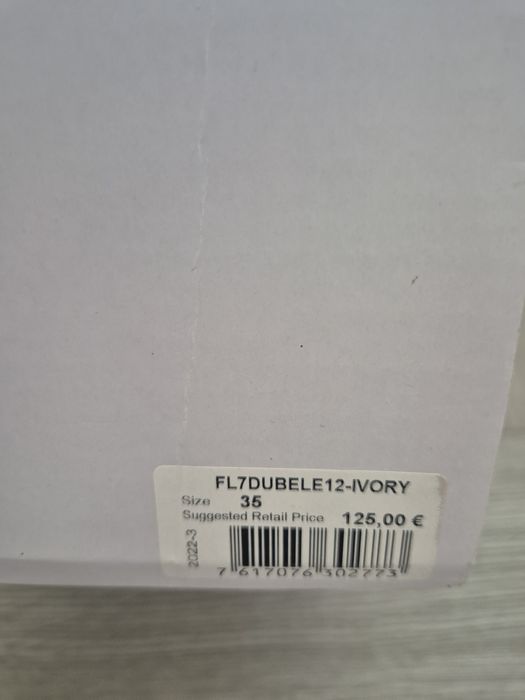 FL7DUBELE12-IVORY
Size 35
Suggested Retail Price 125,00 €
2022-3
7 617076 302773